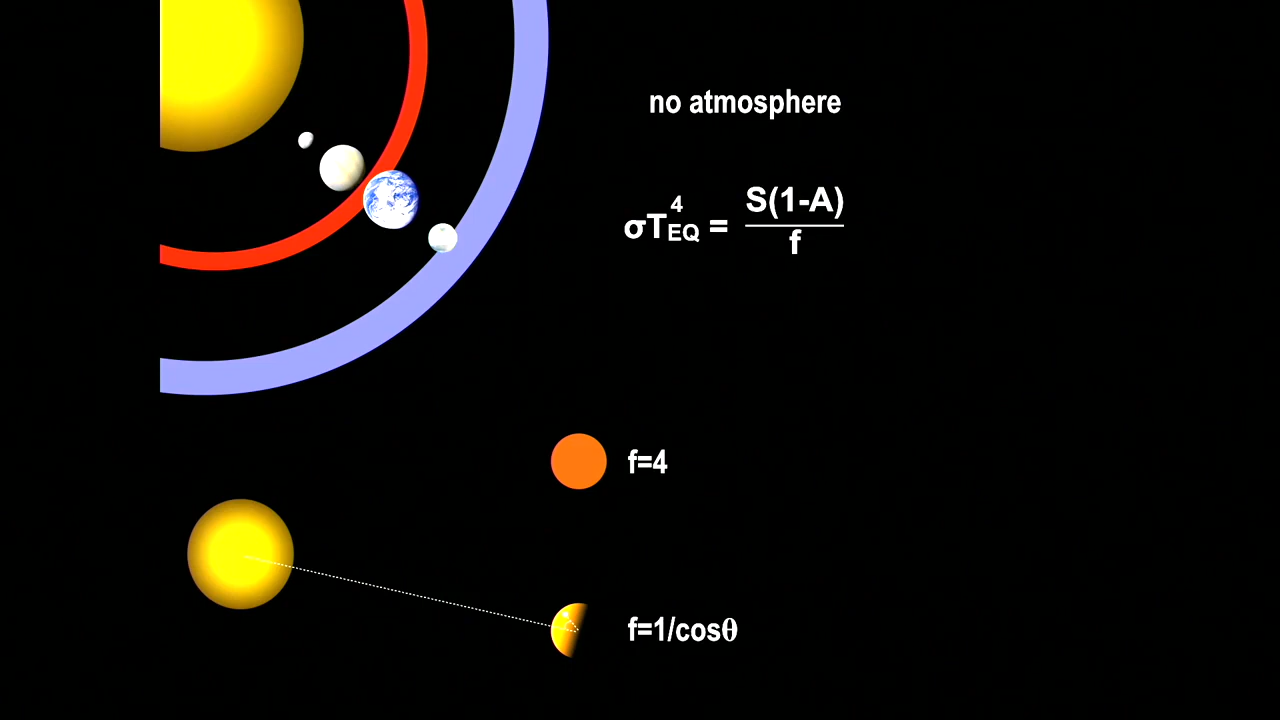 no atmosphere
σT⁴EQ = S(1-A)/f
f=4
f=1/cosθ